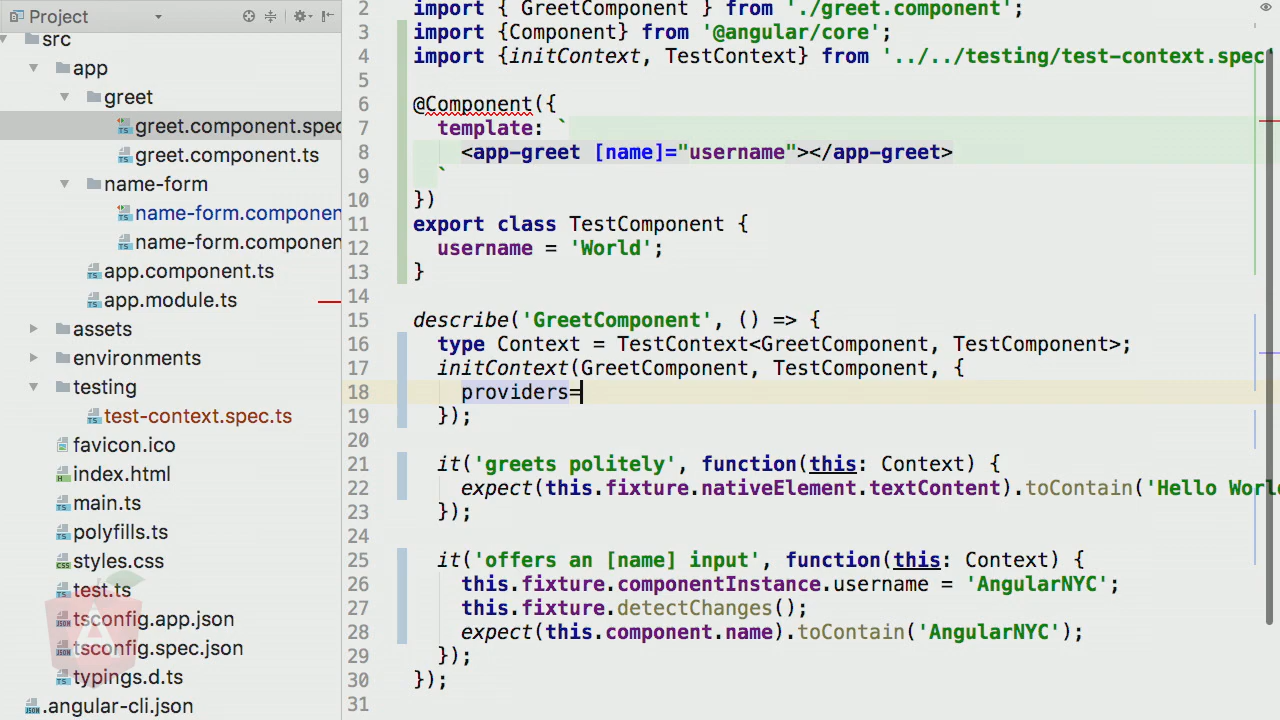 Project
src
app
greet
greet.component.spec
greet.component.ts
name-form
name-form.componen
name-form.componen
app.component.ts
app.module.ts
assets
environments
testing
test-context.spec.ts
favicon.ico
index.html
main.ts
polyfills.ts
styles.css
test.ts
tsconfig.app.json
tsconfig.spec.json
typings.d.ts
.angular-cli.json
2 import { GreetComponent } from './greet.component';
3 import {Component} from '@angular/core';
4 import {initContext, TestContext} from '../../testing/test-context.spec
5
6 @Component({
7 template: `
8 <app-greet [name]="username"></app-greet>
9 `
10 })
11 export class TestComponent {
12 username = 'World';
13 }
14
15 describe('GreetComponent', () => {
16 type Context = TestContext<GreetComponent, TestComponent>;
17 initContext(GreetComponent, TestComponent, {
18 providers=
19 });
20
21 it('greets politely', function(this: Context) {
22 expect(this.fixture.nativeElement.textContent).toContain('Hello World
23 });
24
25 it('offers an [name] input', function(this: Context) {
26 this.fixture.componentInstance.username = 'AngularNYC';
27 this.fixture.detectChanges();
28 expect(this.component.name).toContain('AngularNYC');
29 });
30 });
31